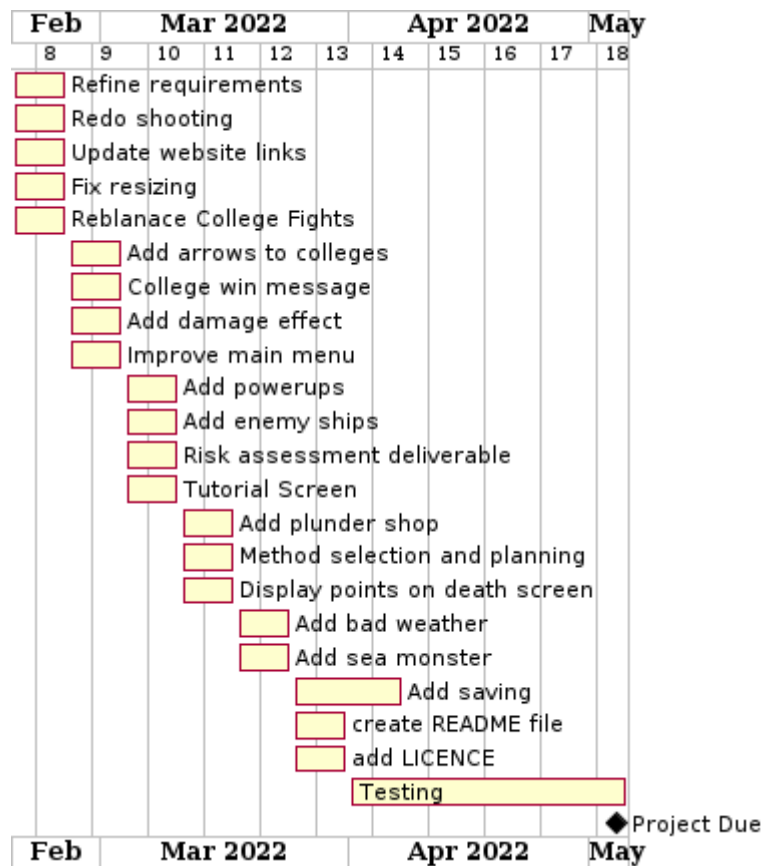 Feb Mar 2022 Apr 2022 May
8 9 10 11 12 13 14 15 16 17 18
Refine requirements
Redo shooting
Update website links
Fix resizing
Reblanace College Fights
Add arrows to colleges
College win message
Add damage effect
Improve main menu
Add powerups
Add enemy ships
Risk assessment deliverable
Tutorial Screen
Add plunder shop
Method selection and planning
Display points on death screen
Add bad weather
Add sea monster
Add saving
create README file
add LICENCE
Testing
Project Due
Feb Mar 2022 Apr 2022 May